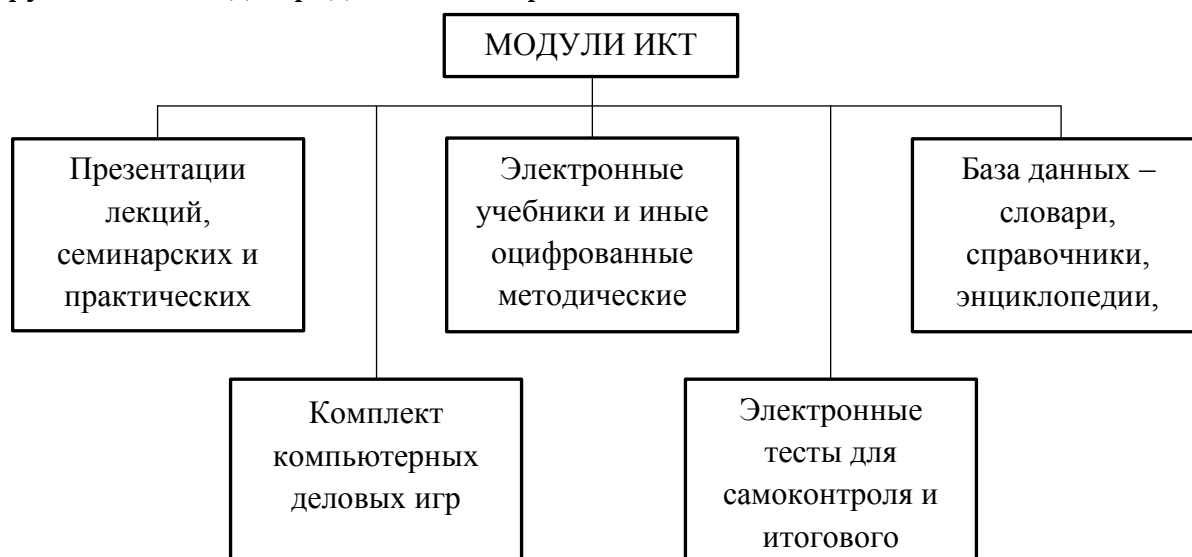 МОДУЛИ ИКТ
Презентации
лекций,
семинарских и
практических
Электронные
учебники и иные
оцифрованные
методические
База данных –
словари,
справочники,
энциклопедии,
Комплект
компьютерных
деловых игр
Электронные
тесты для
самоконтроля и
итогового